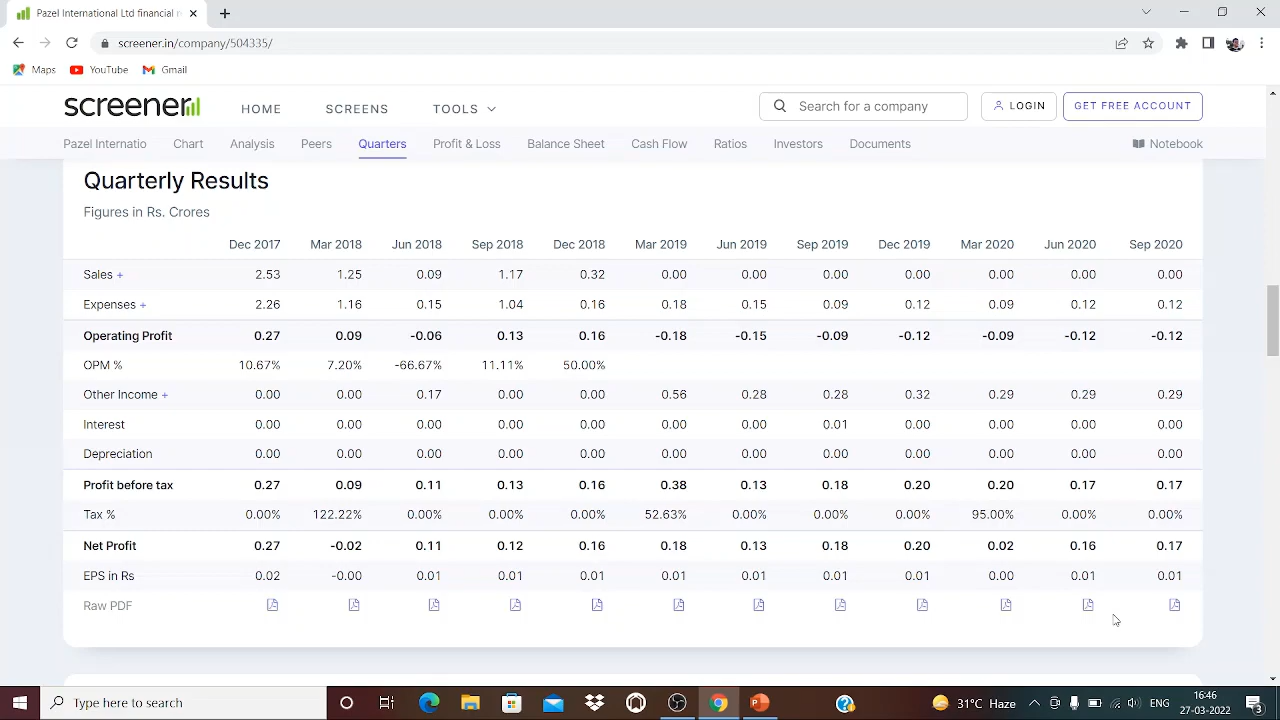 Pazel International Ltd financial r
screener.in/company/504335/
Maps YouTube Gmail
screener HOME SCREENS TOOLS Search for a company LOGIN GET FREE ACCOUNT
Pazel Internatio Chart Analysis Peers Quarters Profit & Loss Balance Sheet Cash Flow Ratios Investors Documents Notebook
Quarterly Results
Figures in Rs. Crores
Dec 2017 Mar 2018 Jun 2018 Sep 2018 Dec 2018 Mar 2019 Jun 2019 Sep 2019 Dec 2019 Mar 2020 Jun 2020 Sep 2020
Sales + 2.53 1.25 0.09 1.17 0.32 0.00 0.00 0.00 0.00 0.00 0.00 0.00
Expenses + 2.26 1.16 0.15 1.04 0.16 0.18 0.15 0.09 0.12 0.09 0.12 0.12
Operating Profit 0.27 0.09 -0.06 0.13 0.16 -0.18 -0.15 -0.09 -0.12 -0.09 -0.12 -0.12
OPM % 10.67% 7.20% -66.67% 11.11% 50.00%
Other Income + 0.00 0.00 0.17 0.00 0.00 0.56 0.28 0.28 0.32 0.29 0.29 0.29
Interest 0.00 0.00 0.00 0.00 0.00 0.00 0.00 0.01 0.00 0.00 0.00 0.00
Depreciation 0.00 0.00 0.00 0.00 0.00 0.00 0.00 0.00 0.00 0.00 0.00 0.00
Profit before tax 0.27 0.09 0.11 0.13 0.16 0.38 0.13 0.18 0.20 0.20 0.17 0.17
Tax % 0.00% 122.22% 0.00% 0.00% 0.00% 52.63% 0.00% 0.00% 0.00% 95.00% 0.00% 0.00%
Net Profit 0.27 -0.02 0.11 0.12 0.16 0.18 0.13 0.18 0.20 0.02 0.16 0.17
EPS in Rs 0.02 -0.00 0.01 0.01 0.01 0.01 0.01 0.01 0.01 0.00 0.01 0.01
Raw PDF
Type here to search
31°C Haze ENG 16:46
27-03-2022